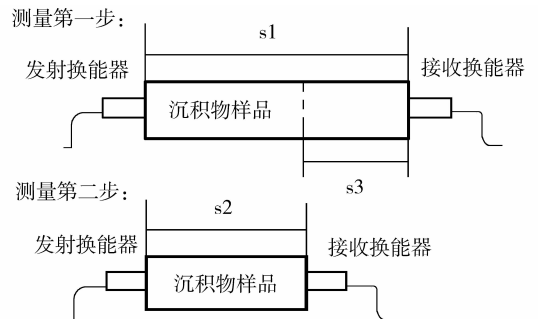 测量第一步：
s1
发射换能器
接收换能器
沉积物样品
s3
测量第二步：
s2
发射换能器
接收换能器
沉积物样品